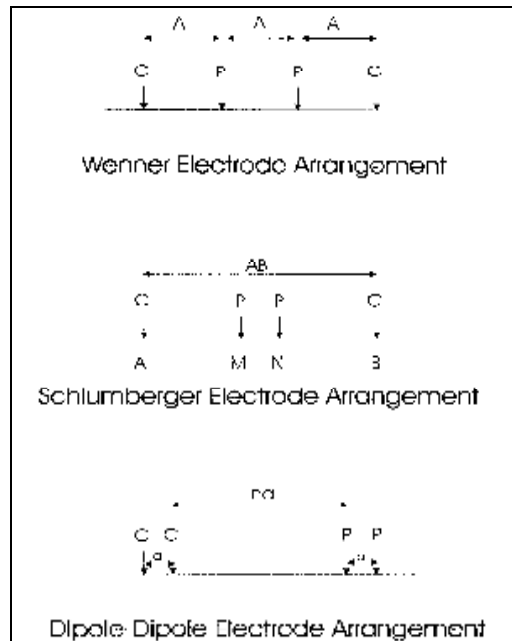 A A A
C P P C
Wenner Electrode Arrangement
AB
C P P C
A M N B
Schlumberger Electrode Arrangement
na
C C P P
a a
Dipole-Dipole Electrode Arrangement